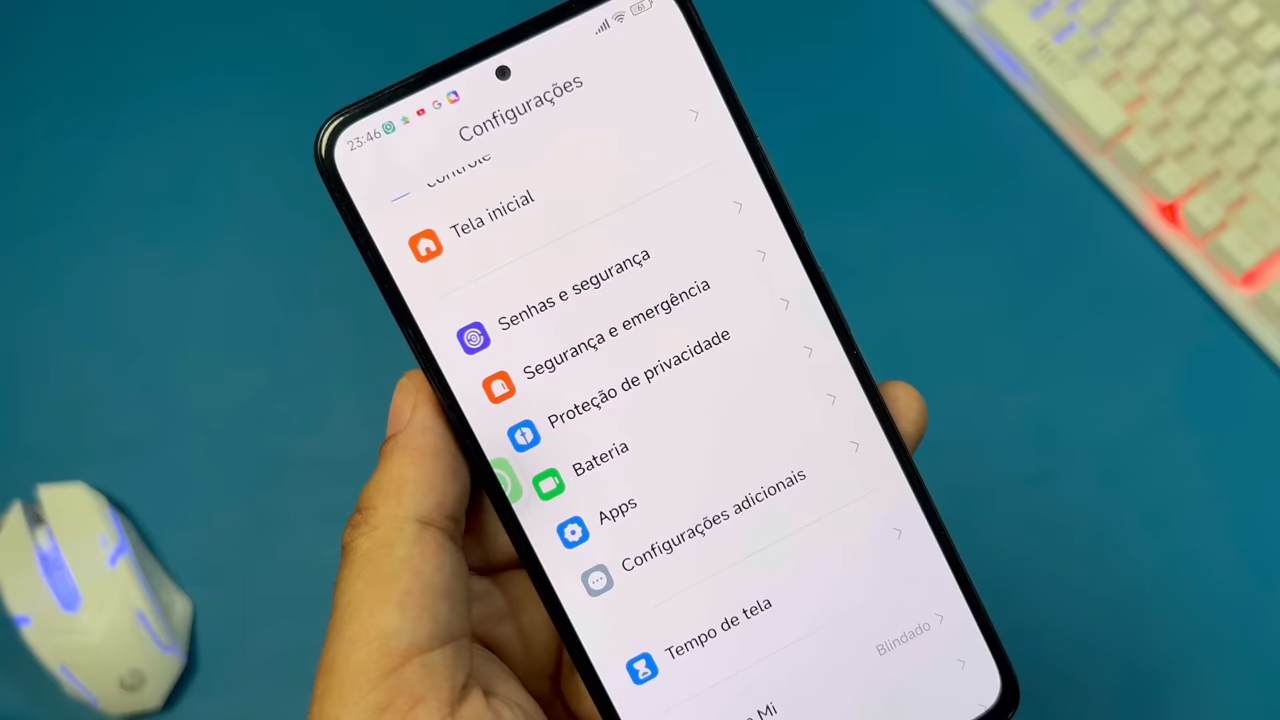 23:46
61
Configurações
controle
Tela inicial
Senhas e segurança
Segurança e emergência
Proteção de privacidade
Bateria
Apps
Configurações adicionais
Tempo de tela
Blindado
Mi